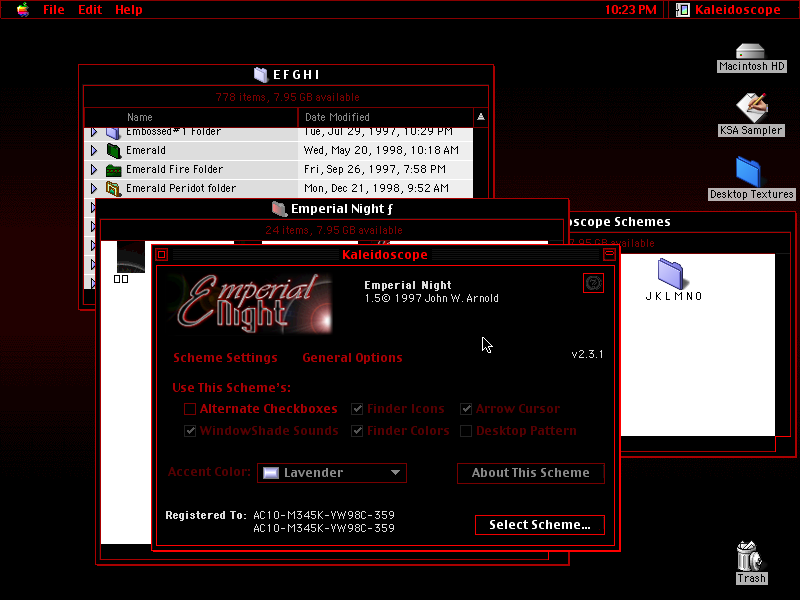 File Edit Help
10:23 PM
Kaleidoscope
Macintosh HD
KSA Sampler
Desktop Textures
E F G H I
778 items, 7.95 GB available
Name Date Modified
Embossed#1 Folder Tue, Jul 29, 1997, 10:29 PM
Emerald Wed, May 20, 1998, 10:18 AM
Emerald Fire Folder Fri, Sep 26, 1997, 7:58 PM
Emerald Peridot folder Mon, Dec 21, 1998, 9:52 AM
Emperial Night ƒ
24 items, 7.95 GB available
oscope Schemes
7.95 GB available
J K L M N O
Kaleidoscope
Emperial Night
Emperial Night
1.5© 1997 John W. Arnold
v2.3.1
Scheme Settings General Options
Use This Scheme's:
Alternate Checkboxes Finder Icons Arrow Cursor
WindowShade Sounds Finder Colors Desktop Pattern
Accent Color: Lavender About This Scheme
Registered To: AC10-M345K-VW98C-359
AC10-M345K-VW98C-359
Select Scheme...
Trash